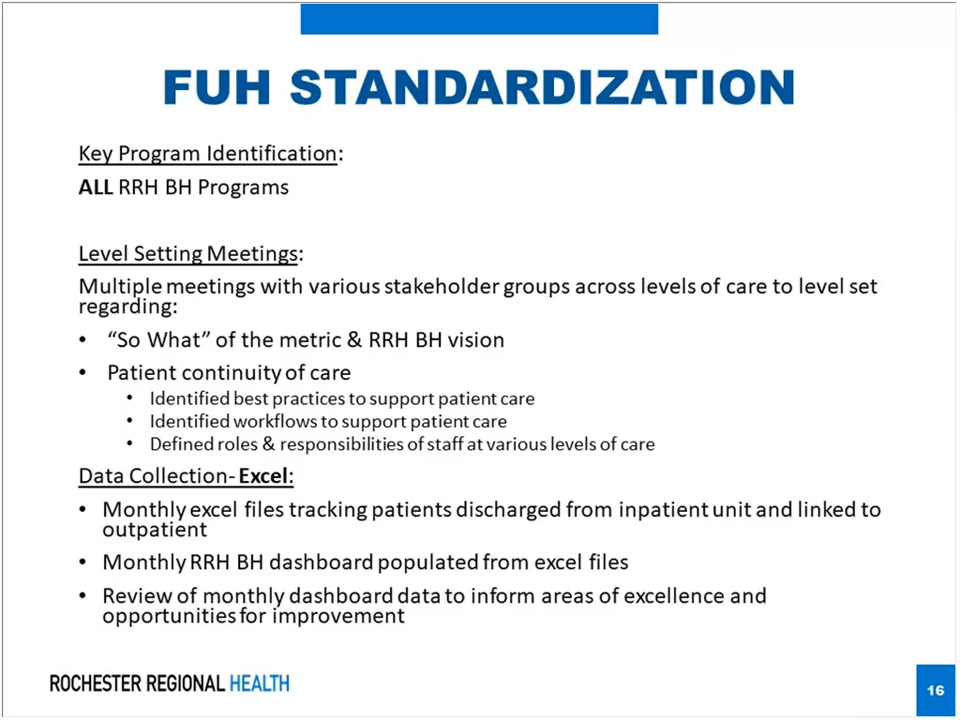 FUH STANDARDIZATION
Key Program Identification:
ALL RRH BH Programs
Level Setting Meetings:
Multiple meetings with various stakeholder groups across levels of care to level set
regarding:
• “So What” of the metric & RRH BH vision
• Patient continuity of care
• Identified best practices to support patient care
• Identified workflows to support patient care
• Defined roles & responsibilities of staff at various levels of care
Data Collection- Excel:
• Monthly excel files tracking patients discharged from inpatient unit and linked to
outpatient
• Monthly RRH BH dashboard populated from excel files
• Review of monthly dashboard data to inform areas of excellence and
opportunities for improvement
ROCHESTER REGIONAL HEALTH
16